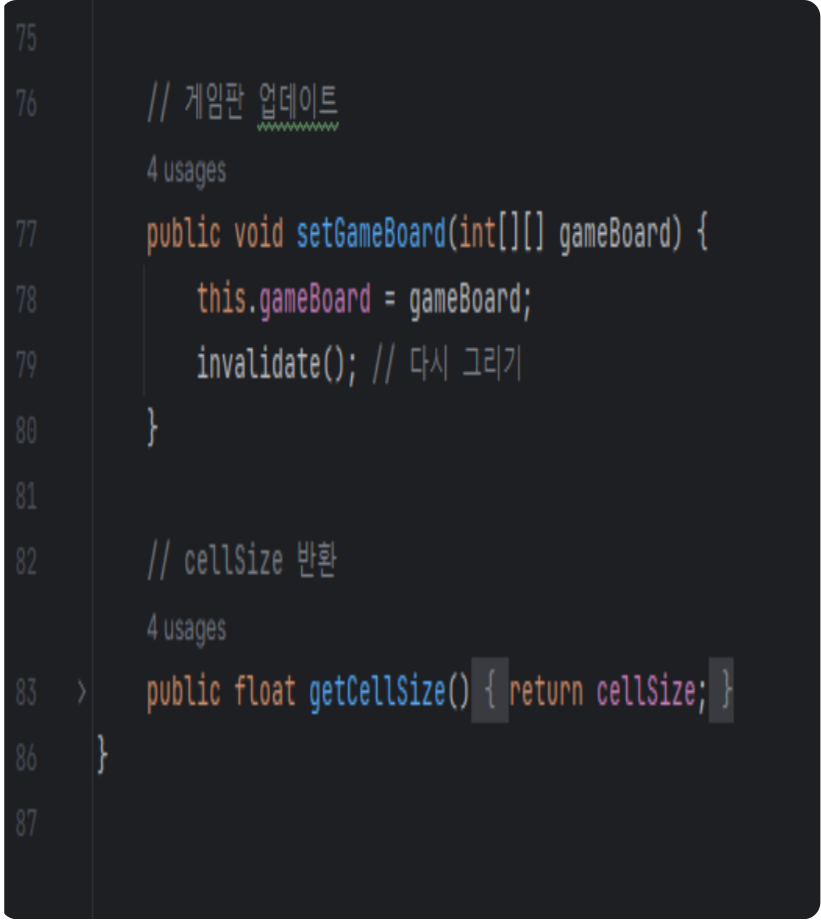 75
76 // 게임판 업데이트
4 usages
77 public void setGameBoard(int[][] gameBoard) {
78 this.gameBoard = gameBoard;
79 invalidate(); // 다시 그리기
80 }
81
82 // cellSize 반환
4 usages
83 public float getCellSize() { return cellSize; }
86 }
87